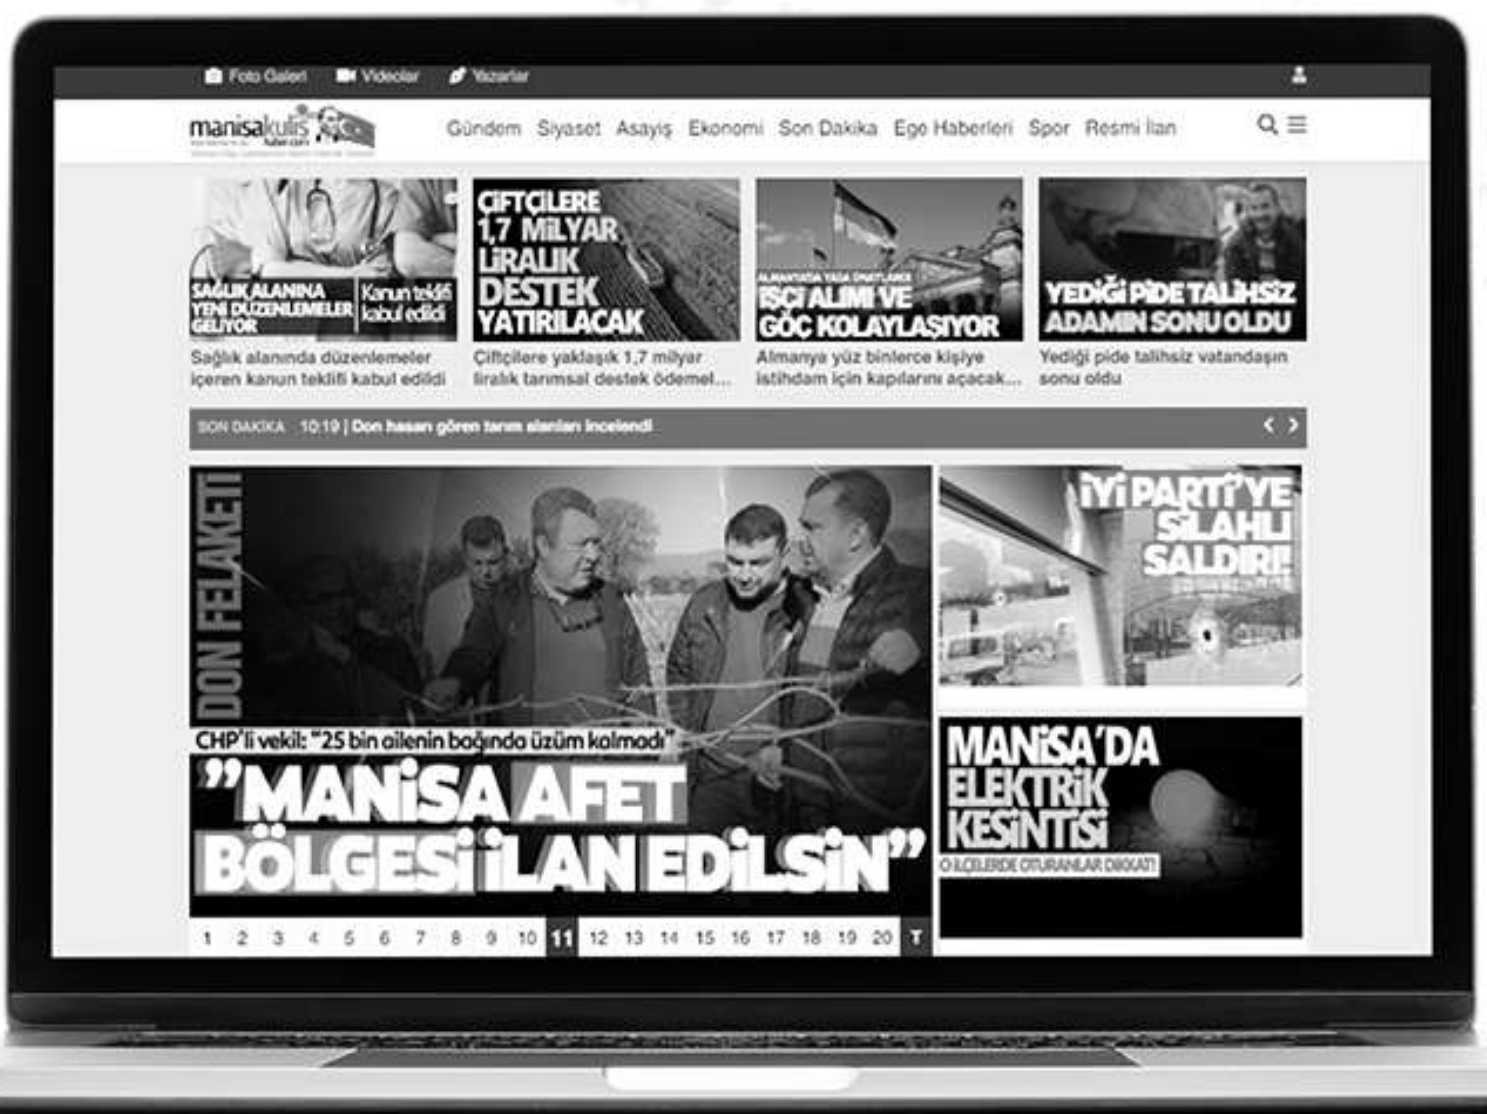 Foto Galeri Videolar Yazarlar
manisakulis
haber.com
Gündem Siyaset Asayiş Ekonomi Son Dakika Ege Haberleri Spor Resmi İlan
SAĞLIK ALANINA
YENİ DÜZENLEMELER
GELİYOR
Kanun teklifi
kabul edildi
Sağlık alanında düzenlemeler
içeren kanun teklifi kabul edildi
ÇİFTÇİLERE
1,7 MİLYAR
LİRALIK
DESTEK
YATIRILACAK
Çiftçilere yaklaşık 1,7 milyar
liralık tarımsal destek ödemel...
İŞÇİ ALIMI VE
GÖÇ KOLAYLAŞIYOR
Almanya yüz binlerce kişiye
istihdam için kapılarını açacak...
YEDİĞİ PİDE TALİHSİZ
ADAMIN SONU OLDU
Yediği pide talihsiz vatandaşın
sonu oldu
SON DAKİKA 10:19 | Don hasarı gören tarım alanları incelendi
DON FELAKETİ
CHP'li vekil: "25 bin ailenin bağında üzüm kalmadı"
"MANİSA AFET
BÖLGESİ İLAN EDİLSİN"
1 2 3 4 5 6 7 8 9 10 11 12 13 14 15 16 17 18 19 20 T
İYİ PARTİ'YE
SİLAHLI
SALDIRI!
MANİSA'DA
ELEKTRİK
KESİNTİSİ
O İLÇELERDE OTURANLAR DİKKAT!